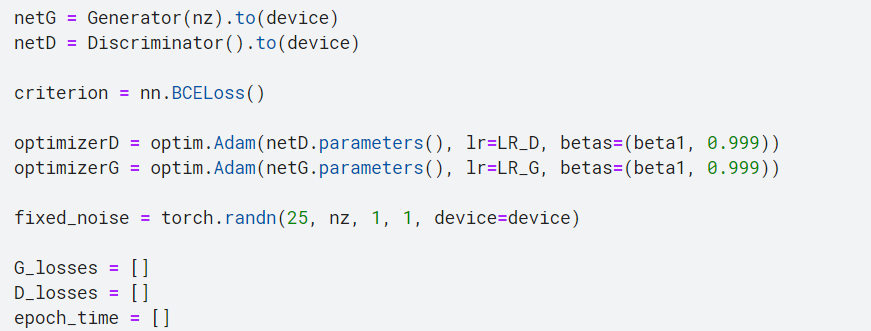 netG = Generator(nz).to(device)
netD = Discriminator().to(device)
criterion = nn.BCELoss()
optimizerD = optim.Adam(netD.parameters(), lr=LR_D, betas=(beta1, 0.999))
optimizerG = optim.Adam(netG.parameters(), lr=LR_G, betas=(beta1, 0.999))
fixed_noise = torch.randn(25, nz, 1, 1, device=device)
G_losses = []
D_losses = []
epoch_time = []